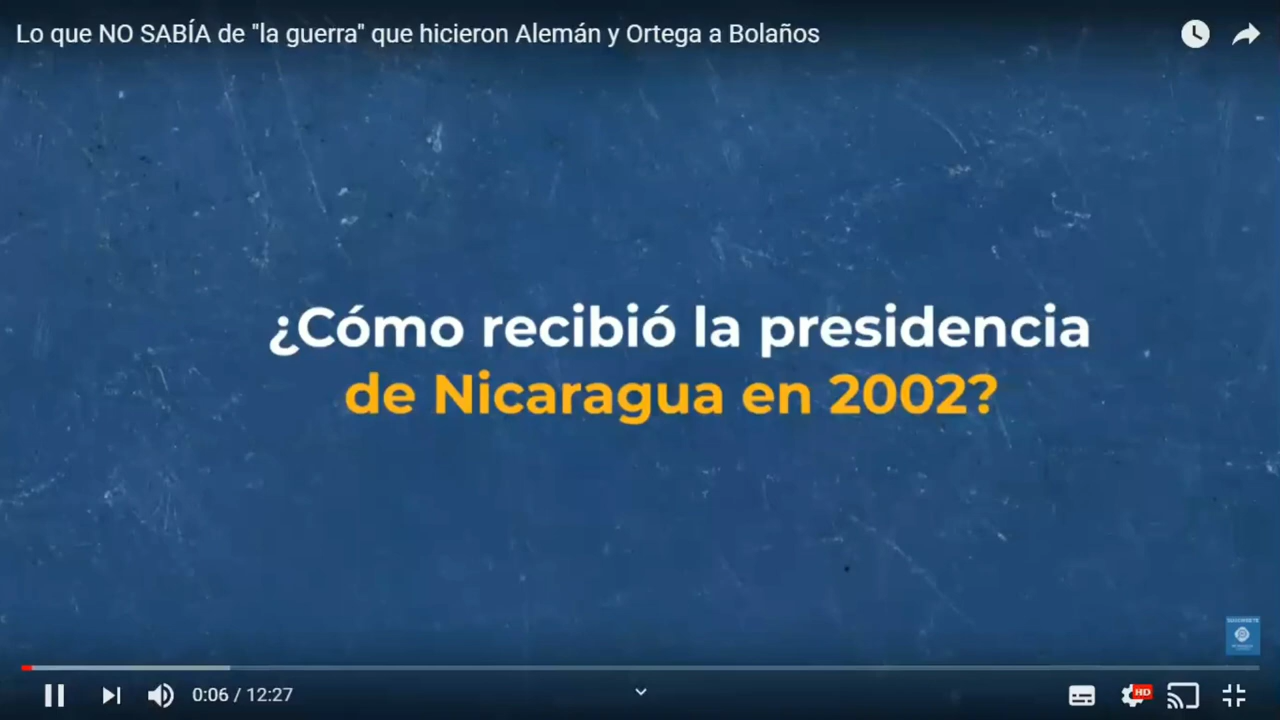 Lo que NO SABÍA de "la guerra" que hicieron Alemán y Ortega a Bolaños
¿Cómo recibió la presidencia
de Nicaragua en 2002?
0:06 / 12:27
HD